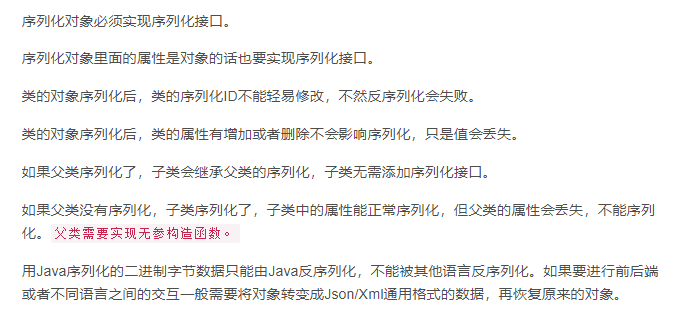 序列化对象必须实现序列化接口。
序列化对象里面的属性是对象的话也要实现序列化接口。
类的对象序列化后，类的序列化ID不能轻易修改，不然反序列化会失败。
类的对象序列化后，类的属性有增加或者删除不会影响序列化，只是值会丢失。
如果父类序列化了，子类会继承父类的序列化，子类无需添加序列化接口。
如果父类没有序列化，子类序列化了，子类中的属性能正常序列化，但父类的属性会丢失，不能序列
化。父类需要实现无参构造函数。
用Java序列化的二进制字节数据只能由Java反序列化，不能被其他语言反序列化。如果要进行前后端
或者不同语言之间的交互一般需要将对象转变成Json/Xml通用格式的数据，再恢复原来的对象。